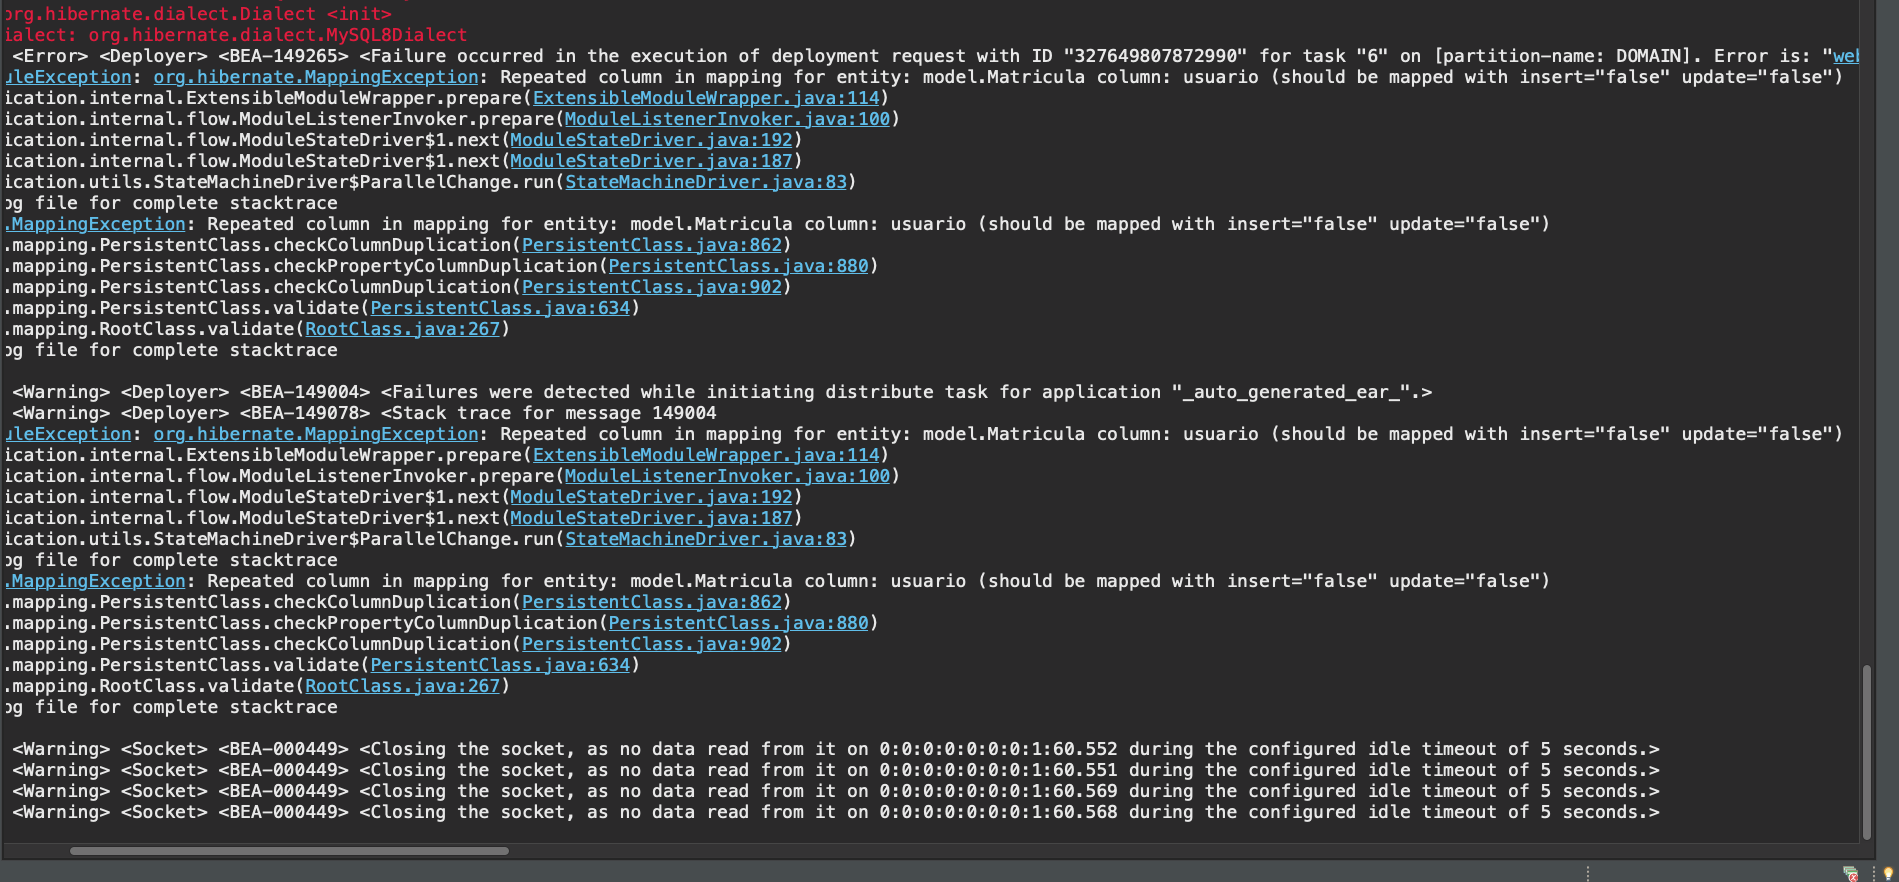 org.hibernate.dialect.Dialect <init>
ialect: org.hibernate.dialect.MySQL8Dialect
<Error> <Deployer> <BEA-149265> <Failure occurred in the execution of deployment request with ID "327649807872990" for task "6" on [partition-name: DOMAIN]. Error is: "web
uleException: org.hibernate.MappingException: Repeated column in mapping for entity: model.Matricula column: usuario (should be mapped with insert="false" update="false")
ication.internal.ExtensibleModuleWrapper.prepare(ExtensibleModuleWrapper.java:114)
ication.internal.flow.ModuleListenerInvoker.prepare(ModuleListenerInvoker.java:100)
ication.internal.flow.ModuleStateDriver$1.next(ModuleStateDriver.java:192)
ication.internal.flow.ModuleStateDriver$1.next(ModuleStateDriver.java:187)
ication.utils.StateMachineDriver$ParallelChange.run(StateMachineDriver.java:83)
og file for complete stacktrace
.MappingException: Repeated column in mapping for entity: model.Matricula column: usuario (should be mapped with insert="false" update="false")
.mapping.PersistentClass.checkColumnDuplication(PersistentClass.java:862)
.mapping.PersistentClass.checkPropertyColumnDuplication(PersistentClass.java:880)
.mapping.PersistentClass.checkColumnDuplication(PersistentClass.java:902)
.mapping.PersistentClass.validate(PersistentClass.java:634)
.mapping.RootClass.validate(RootClass.java:267)
og file for complete stacktrace
<Warning> <Deployer> <BEA-149004> <Failures were detected while initiating distribute task for application "_auto_generated_ear_".>
<Warning> <Deployer> <BEA-149078> <Stack trace for message 149004
uleException: org.hibernate.MappingException: Repeated column in mapping for entity: model.Matricula column: usuario (should be mapped with insert="false" update="false")
ication.internal.ExtensibleModuleWrapper.prepare(ExtensibleModuleWrapper.java:114)
ication.internal.flow.ModuleListenerInvoker.prepare(ModuleListenerInvoker.java:100)
ication.internal.flow.ModuleStateDriver$1.next(ModuleStateDriver.java:192)
ication.internal.flow.ModuleStateDriver$1.next(ModuleStateDriver.java:187)
ication.utils.StateMachineDriver$ParallelChange.run(StateMachineDriver.java:83)
og file for complete stacktrace
.MappingException: Repeated column in mapping for entity: model.Matricula column: usuario (should be mapped with insert="false" update="false")
.mapping.PersistentClass.checkColumnDuplication(PersistentClass.java:862)
.mapping.PersistentClass.checkPropertyColumnDuplication(PersistentClass.java:880)
.mapping.PersistentClass.checkColumnDuplication(PersistentClass.java:902)
.mapping.PersistentClass.validate(PersistentClass.java:634)
.mapping.RootClass.validate(RootClass.java:267)
og file for complete stacktrace
<Warning> <Socket> <BEA-000449> <Closing the socket, as no data read from it on 0:0:0:0:0:0:0:1:60.552 during the configured idle timeout of 5 seconds.>
<Warning> <Socket> <BEA-000449> <Closing the socket, as no data read from it on 0:0:0:0:0:0:0:1:60.551 during the configured idle timeout of 5 seconds.>
<Warning> <Socket> <BEA-000449> <Closing the socket, as no data read from it on 0:0:0:0:0:0:0:1:60.569 during the configured idle timeout of 5 seconds.>
<Warning> <Socket> <BEA-000449> <Closing the socket, as no data read from it on 0:0:0:0:0:0:0:1:60.568 during the configured idle timeout of 5 seconds.>